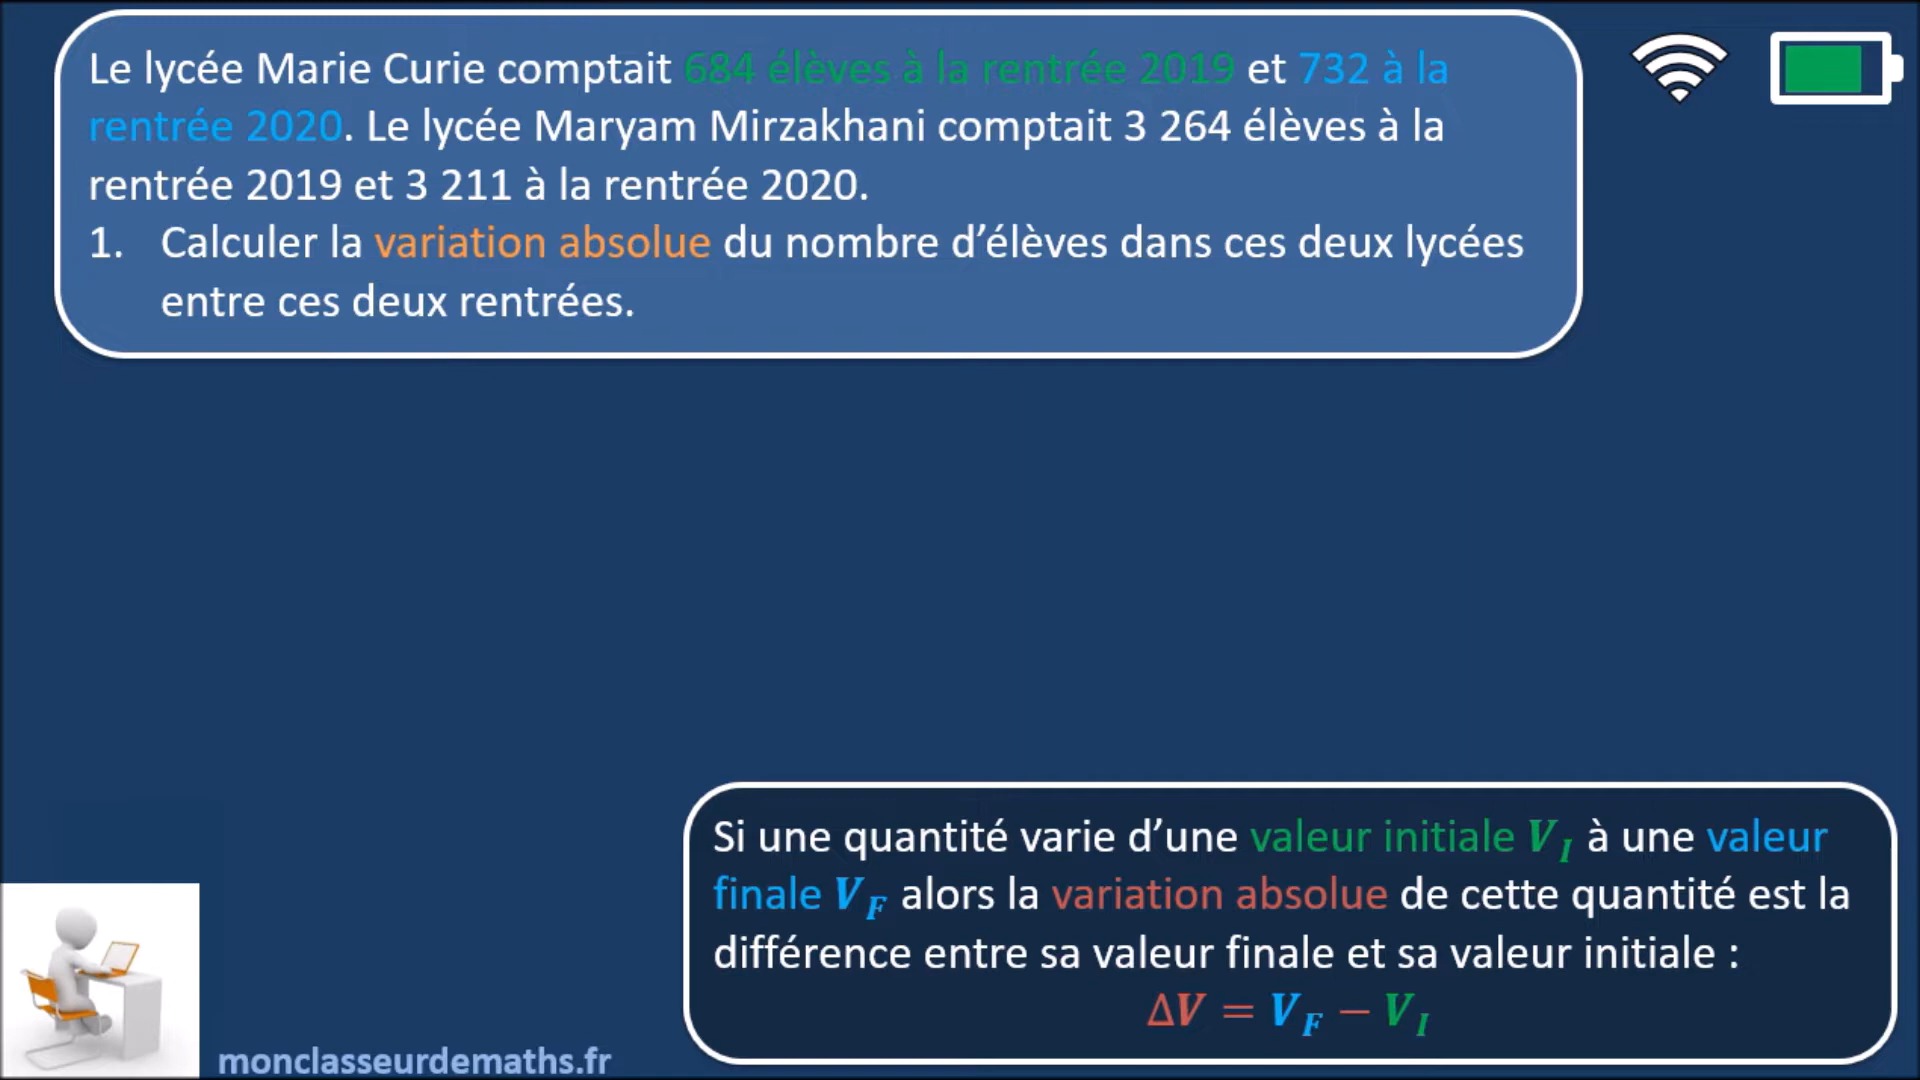 Le lycée Marie Curie comptait 684 élèves à la rentrée 2019 et 732 à la
rentrée 2020. Le lycée Maryam Mirzakhani comptait 3 264 élèves à la
rentrée 2019 et 3 211 à la rentrée 2020.
1. Calculer la variation absolue du nombre d’élèves dans ces deux lycées
entre ces deux rentrées.
Si une quantité varie d’une valeur initiale V_I à une valeur
finale V_F alors la variation absolue de cette quantité est la
différence entre sa valeur finale et sa valeur initiale :
ΔV = V_F − V_I
monclasseurdemaths.fr